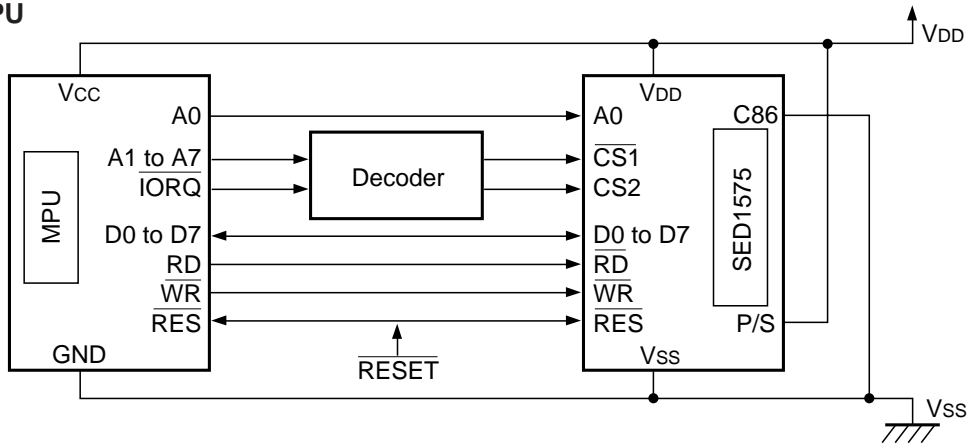 PU
VDD
VCC
VDD
A0
A0
C86
A1 to A7
Decoder
CS1
IORQ
CS2
MPU
SED1575
D0 to D7
D0 to D7
RD
RD
WR
WR
RES
RES
P/S
GND
RESET
VSS
VSS